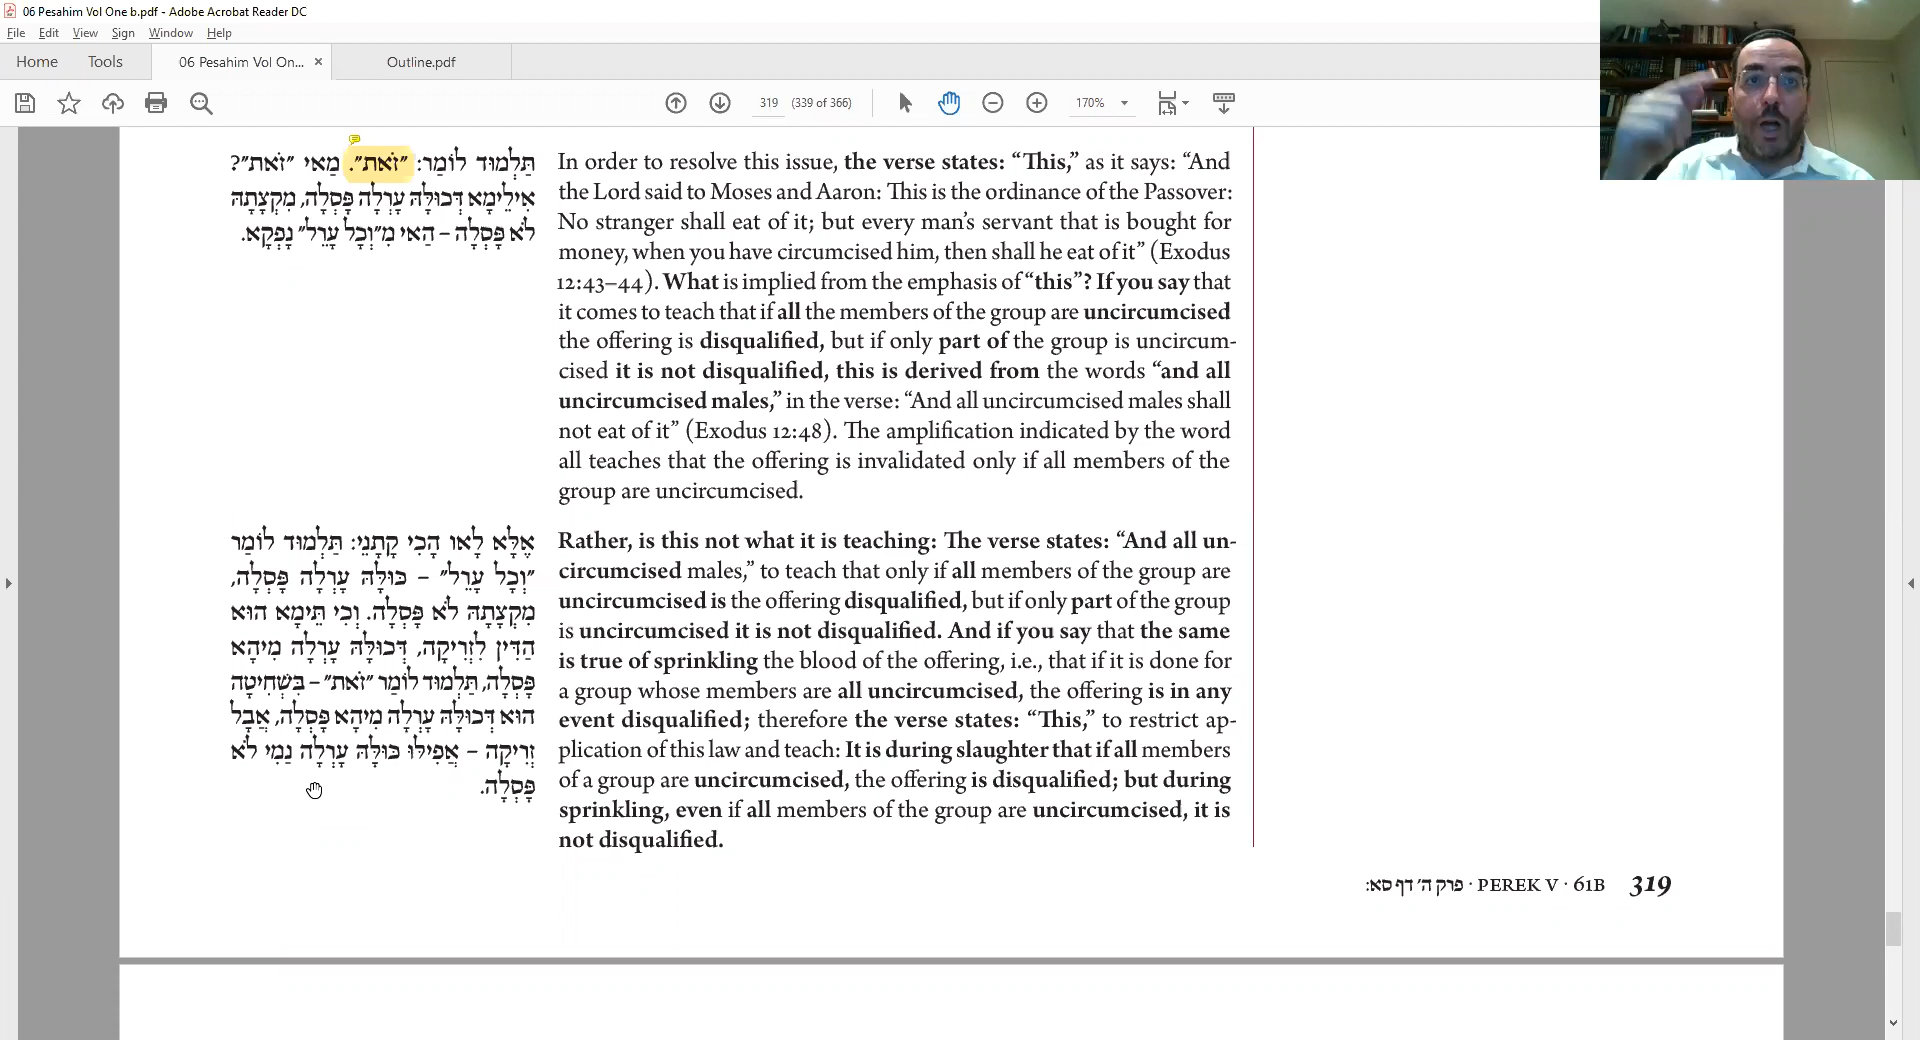 06 Pesahim Vol One b.pdf - Adobe Acrobat Reader DC
File Edit View Sign Window Help
Home Tools 06 Pesahim Vol On... × Outline.pdf
319 (339 of 366) 170%
תַּלְמוּד לוֹמַר: ״זֹאת״. מַאי ״זֹאת״?
אִילֵימָא דְּכוּלָּהּ עָרְלָה פָּסְלָה, מִקְצָתָהּ
לֹא פָּסְלָה – הַאי מִ״וְכׇל עָרֵל״ נָפְקָא.
In order to resolve this issue, the verse states: “This,” as it says: “And
the Lord said to Moses and Aaron: This is the ordinance of the Passover:
No stranger shall eat of it; but every man’s servant that is bought for
money, when you have circumcised him, then shall he eat of it” (Exodus
12:43–44). What is implied from the emphasis of “this”? If you say that
it comes to teach that if all the members of the group are uncircumcised
the offering is disqualified, but if only part of the group is uncircum-
cised it is not disqualified, this is derived from the words “and all
uncircumcised males,” in the verse: “And all uncircumcised males shall
not eat of it” (Exodus 12:48). The amplification indicated by the word
all teaches that the offering is invalidated only if all members of the
group are uncircumcised.
אֶלָּא לָאו הָכִי קָתָנֵי: תַּלְמוּד לוֹמַר
״וְכׇל עָרֵל״ – כּוּלָּהּ עָרְלָה פָּסְלָה,
מִקְצָתָהּ לֹא פָּסְלָה. וְכִי תֵּימָא הוּא
הַדִּין לִזְרִיקָה, דְּכוּלָּהּ עָרְלָה מִיהָא
פָּסְלָה, תַּלְמוּד לוֹמַר ״זֹאת״ – בִּשְׁחִיטָה
הוּא דְּכוּלָּהּ עָרְלָה מִיהָא פָּסְלָה, אֲבָל
זְרִיקָה – אֲפִילּוּ כּוּלָּהּ עָרְלָה נַמִי לֹא
פָּסְלָה.
Rather, is this not what it is teaching: The verse states: “And all un-
circumcised males,” to teach that only if all members of the group are
uncircumcised is the offering disqualified, but if only part of the group
is uncircumcised it is not disqualified. And if you say that the same
is true of sprinkling the blood of the offering, i.e., that if it is done for
a group whose members are all uncircumcised, the offering is in any
event disqualified; therefore the verse states: “This,” to restrict ap-
plication of this law and teach: It is during slaughter that if all members
of a group are uncircumcised, the offering is disqualified; but during
sprinkling, even if all members of the group are uncircumcised, it is
not disqualified.
פרק ה׳ דף סא: · PEREK V · 61B 319